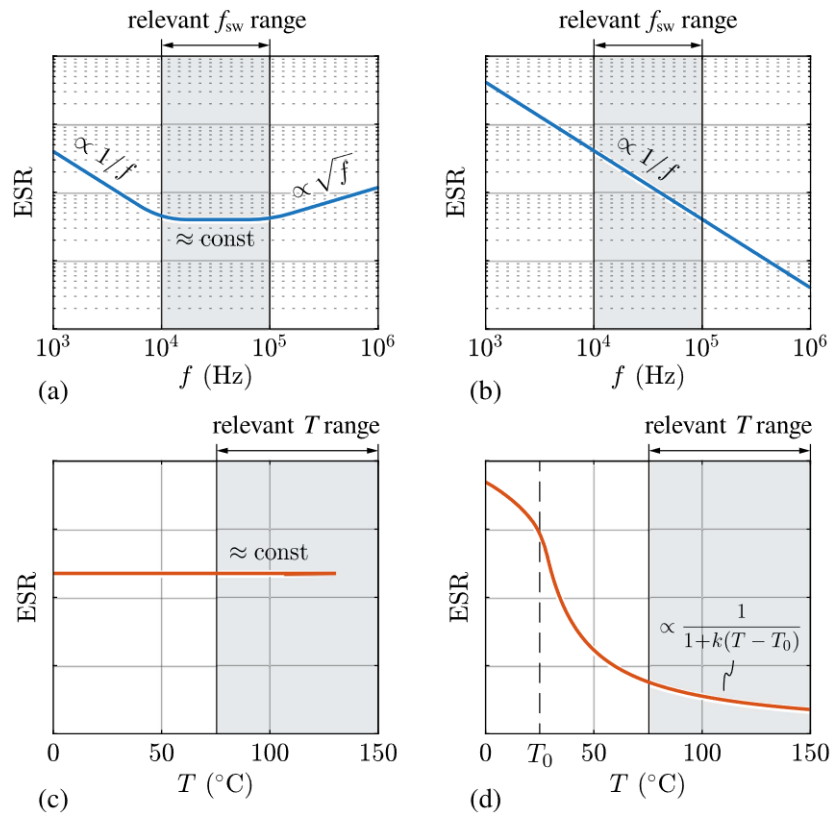 relevant f_sw range
ESR
∝ 1/f
≈ const
∝ √f
10³ 10⁴ 10⁵ 10⁶
f (Hz)
(a)
relevant f_sw range
ESR
∝ 1/f
10³ 10⁴ 10⁵ 10⁶
f (Hz)
(b)
relevant T range
ESR
≈ const
0 50 100 150
T (°C)
(c)
relevant T range
ESR
∝ 1/(1+k(T − T₀))
0 T₀ 50 100 150
T (°C)
(d)